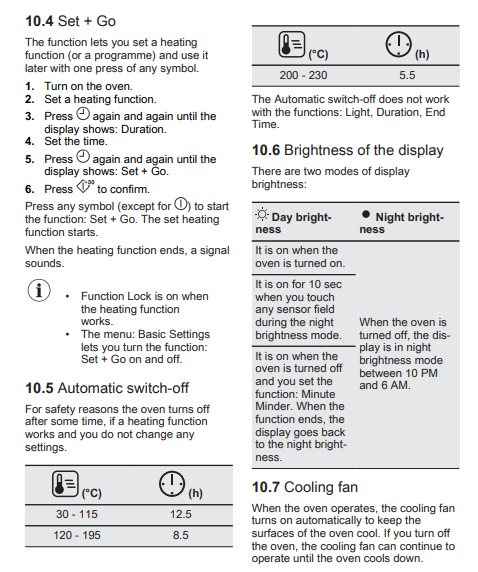 10.4 Set + Go
The function lets you set a heating
function (or a programme) and use it
later with one press of any symbol.
1. Turn on the oven.
2. Set a heating function.
3. Press again and again until the
display shows: Duration.
4. Set the time.
5. Press again and again until the
display shows: Set + Go.
6. Press +30 to confirm.
Press any symbol (except for ) to start
the function: Set + Go. The set heating
function starts.
When the heating function ends, a signal
sounds.
i
• Function Lock is on when
the heating function
works.
• The menu: Basic Settings
lets you turn the function:
Set + Go on and off.
10.5 Automatic switch-off
For safety reasons the oven turns off
after some time, if a heating function
works and you do not change any
settings.
(°C) (h)
30 - 115 12.5
120 - 195 8.5
(°C) (h)
200 - 230 5.5
The Automatic switch-off does not work
with the functions: Light, Duration, End
Time.
10.6 Brightness of the display
There are two modes of display
brightness:
Day bright-
ness
Night bright-
ness
It is on when the
oven is turned on.
It is on for 10 sec
when you touch
any sensor field
during the night
brightness mode.
It is on when the
oven is turned off
and you set the
function: Minute
Minder. When the
function ends, the
display goes back
to the night bright-
ness.
When the oven is
turned off, the dis-
play is in night
brightness mode
between 10 PM
and 6 AM.
10.7 Cooling fan
When the oven operates, the cooling fan
turns on automatically to keep the
surfaces of the oven cool. If you turn off
the oven, the cooling fan can continue to
operate until the oven cools down.